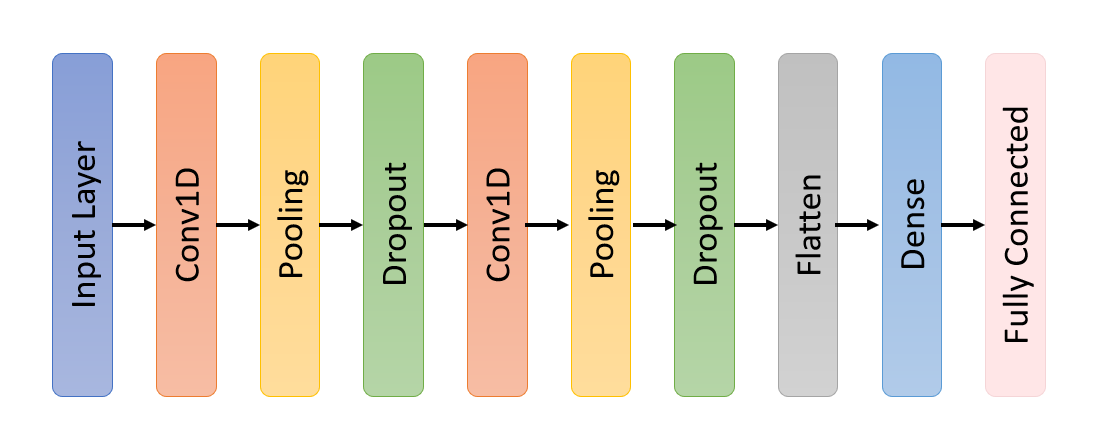 Input Layer
Conv1D
Pooling
Dropout
Conv1D
Pooling
Dropout
Flatten
Dense
Fully Connected